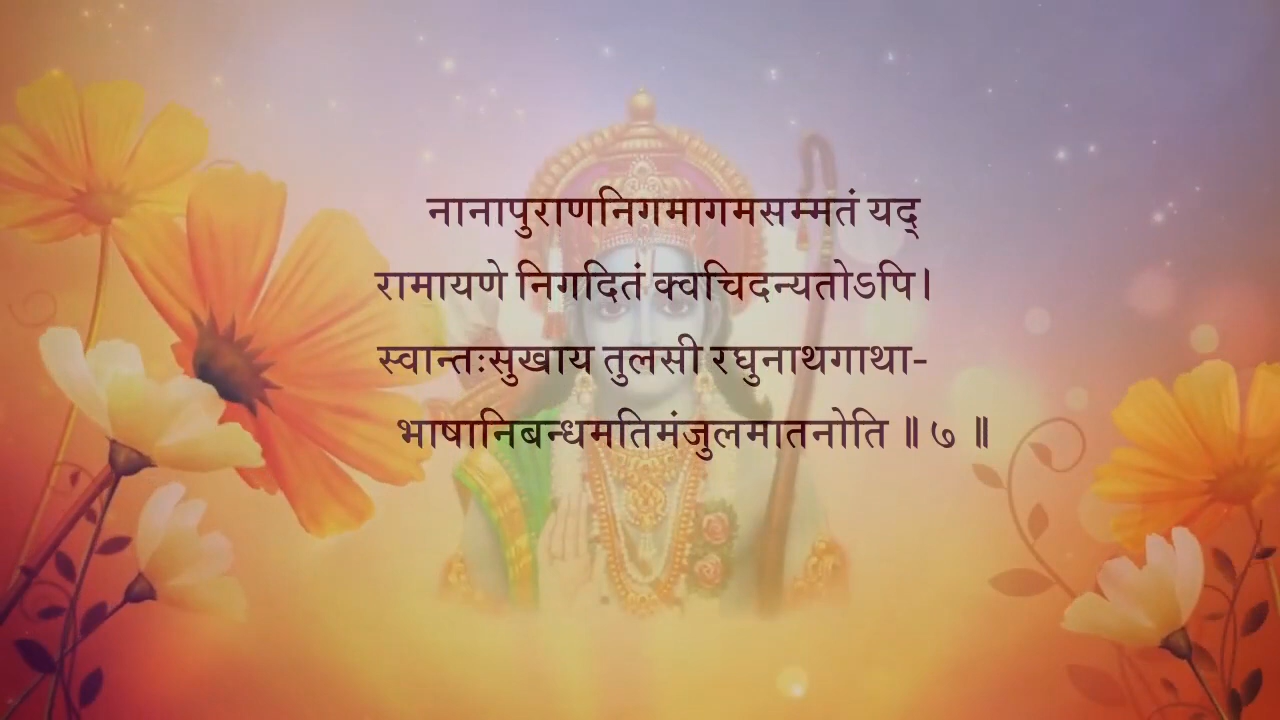 नानापुराणनिगमागमसम्मतं यद्
रामायणे निगदितं क्वचिदन्यतोऽपि।
स्वान्तःसुखाय तुलसी रघुनाथगाथा-
भाषानिबन्धमतिमंजुलमातनोति ॥ ७ ॥